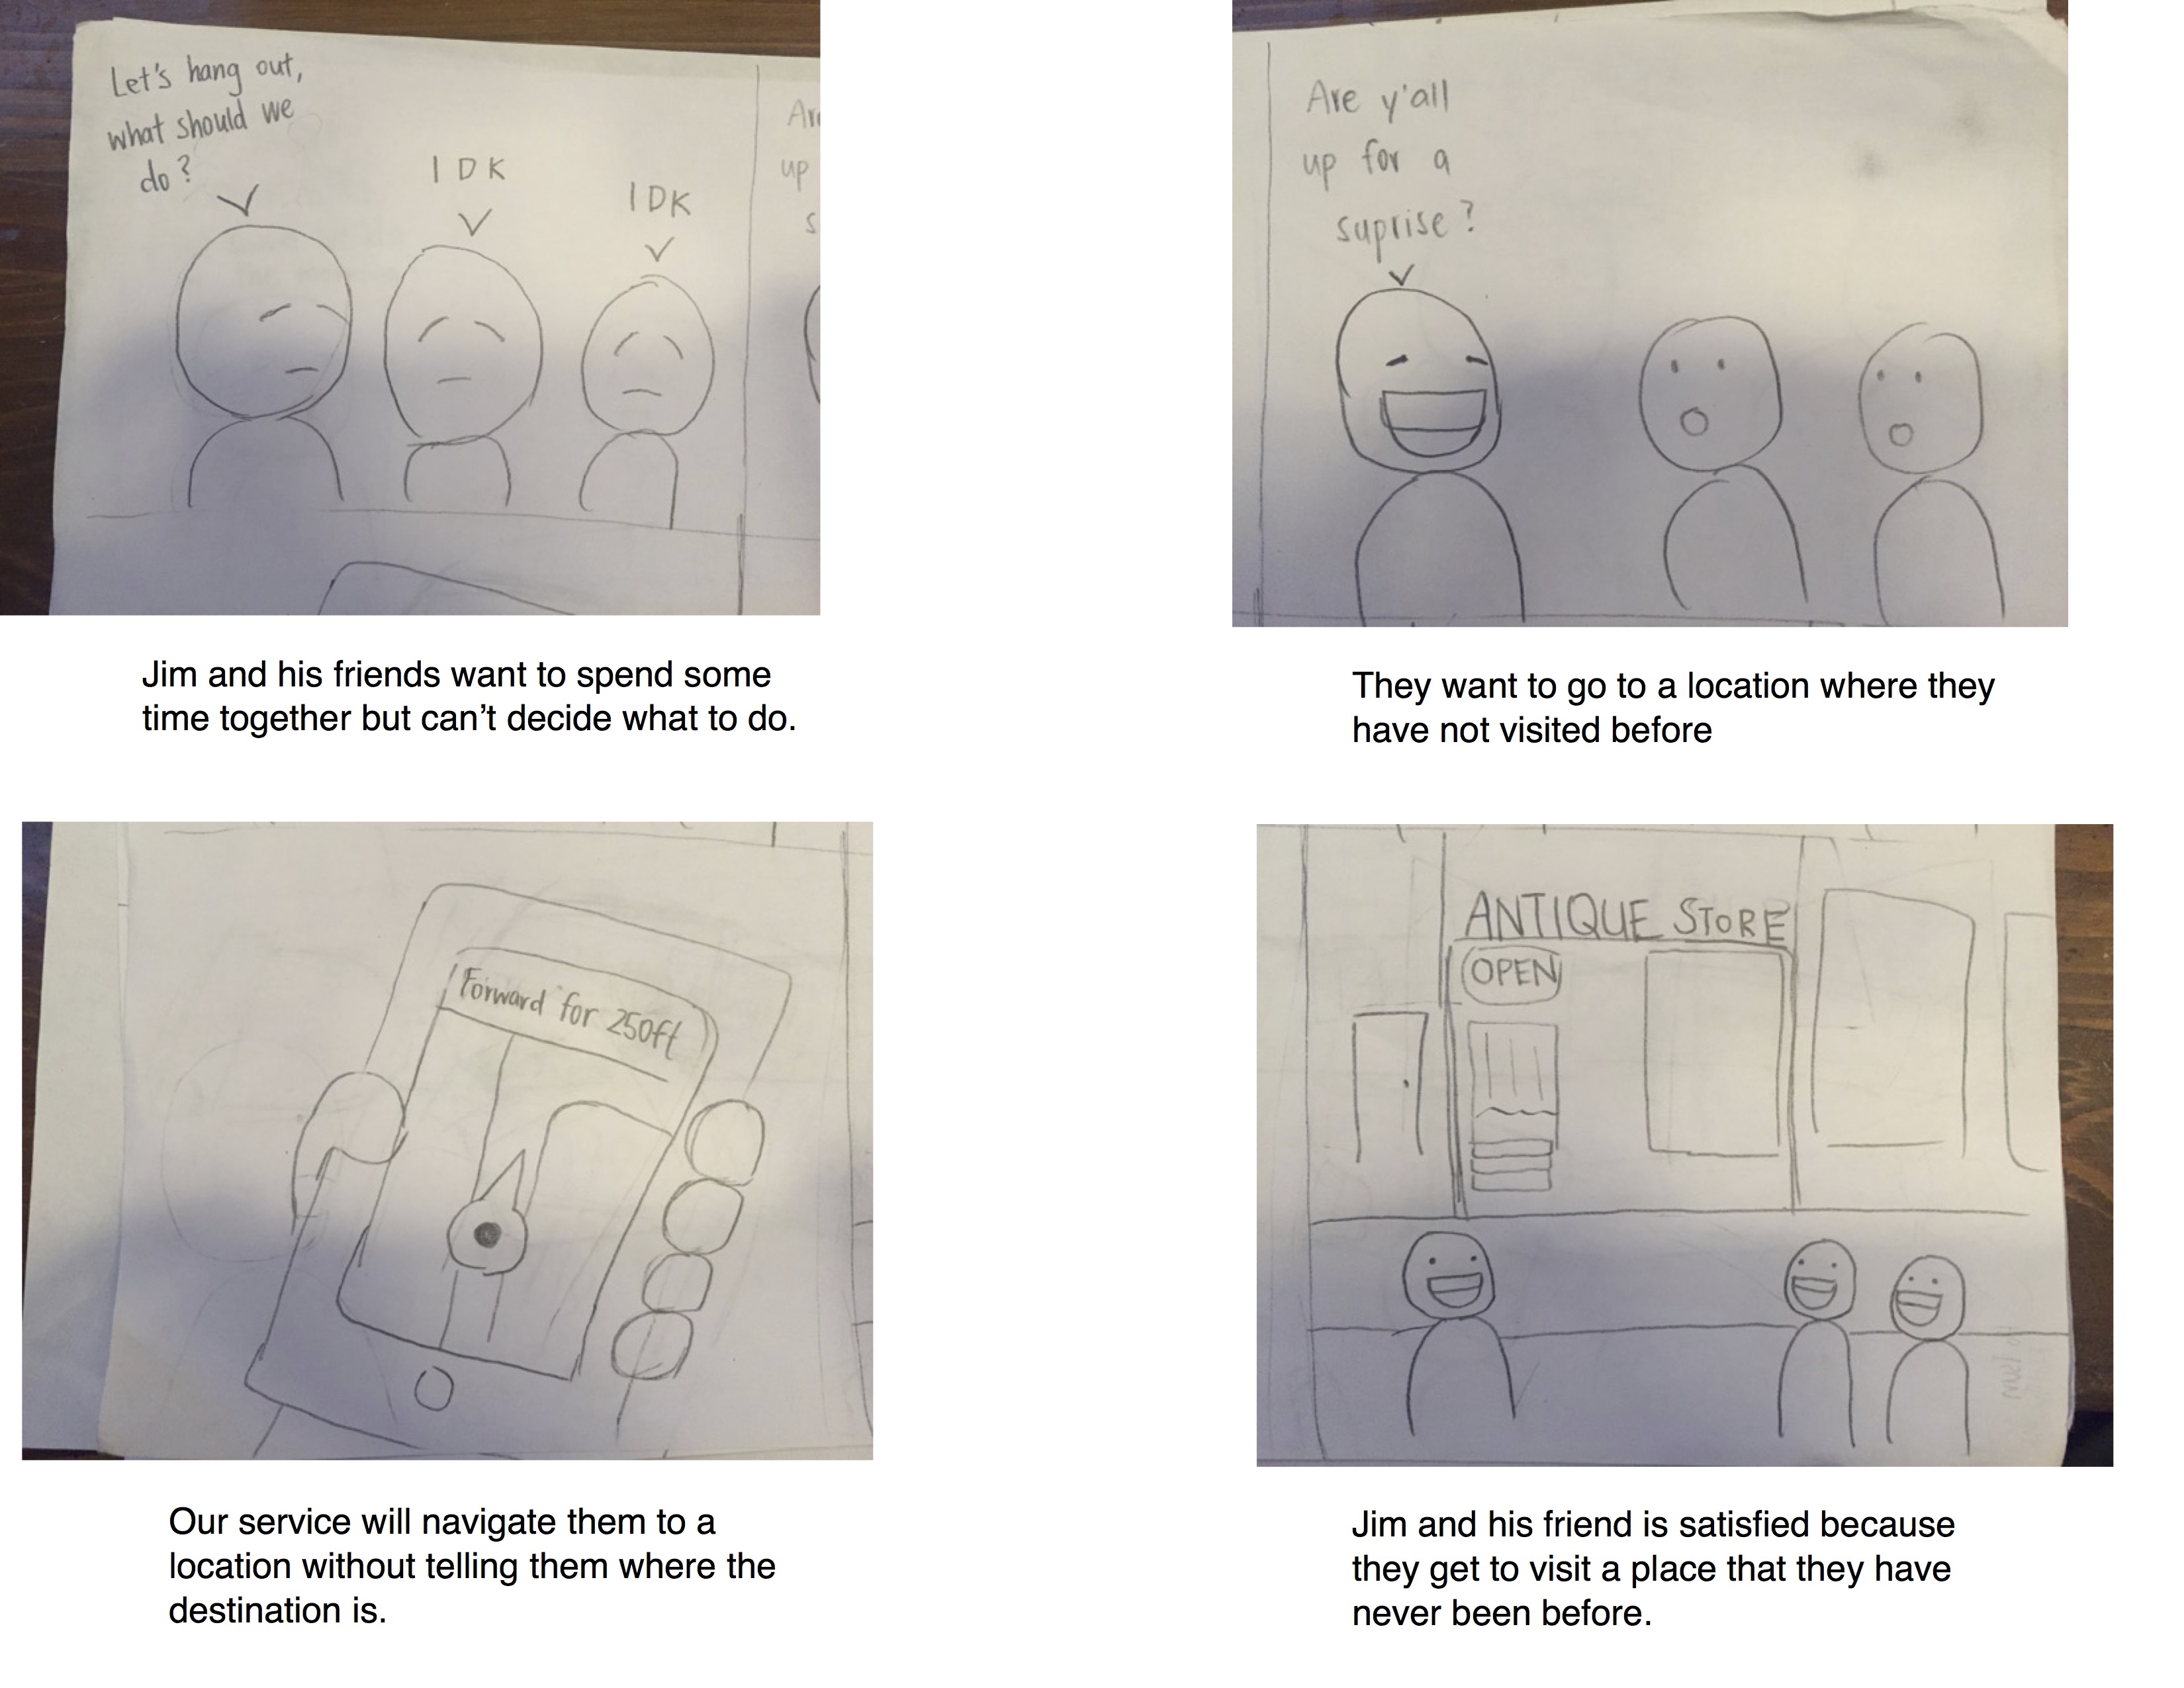 Let's hang out,
what should we
do?
IDK
IDK
Are y'all
up for a
suprise?
Jim and his friends want to spend some
time together but can't decide what to do.
They want to go to a location where they
have not visited before
Forward for 250ft
ANTIQUE STORE
OPEN
Our service will navigate them to a
location without telling them where the
destination is.
Jim and his friend is satisfied because
they get to visit a place that they have
never been before.